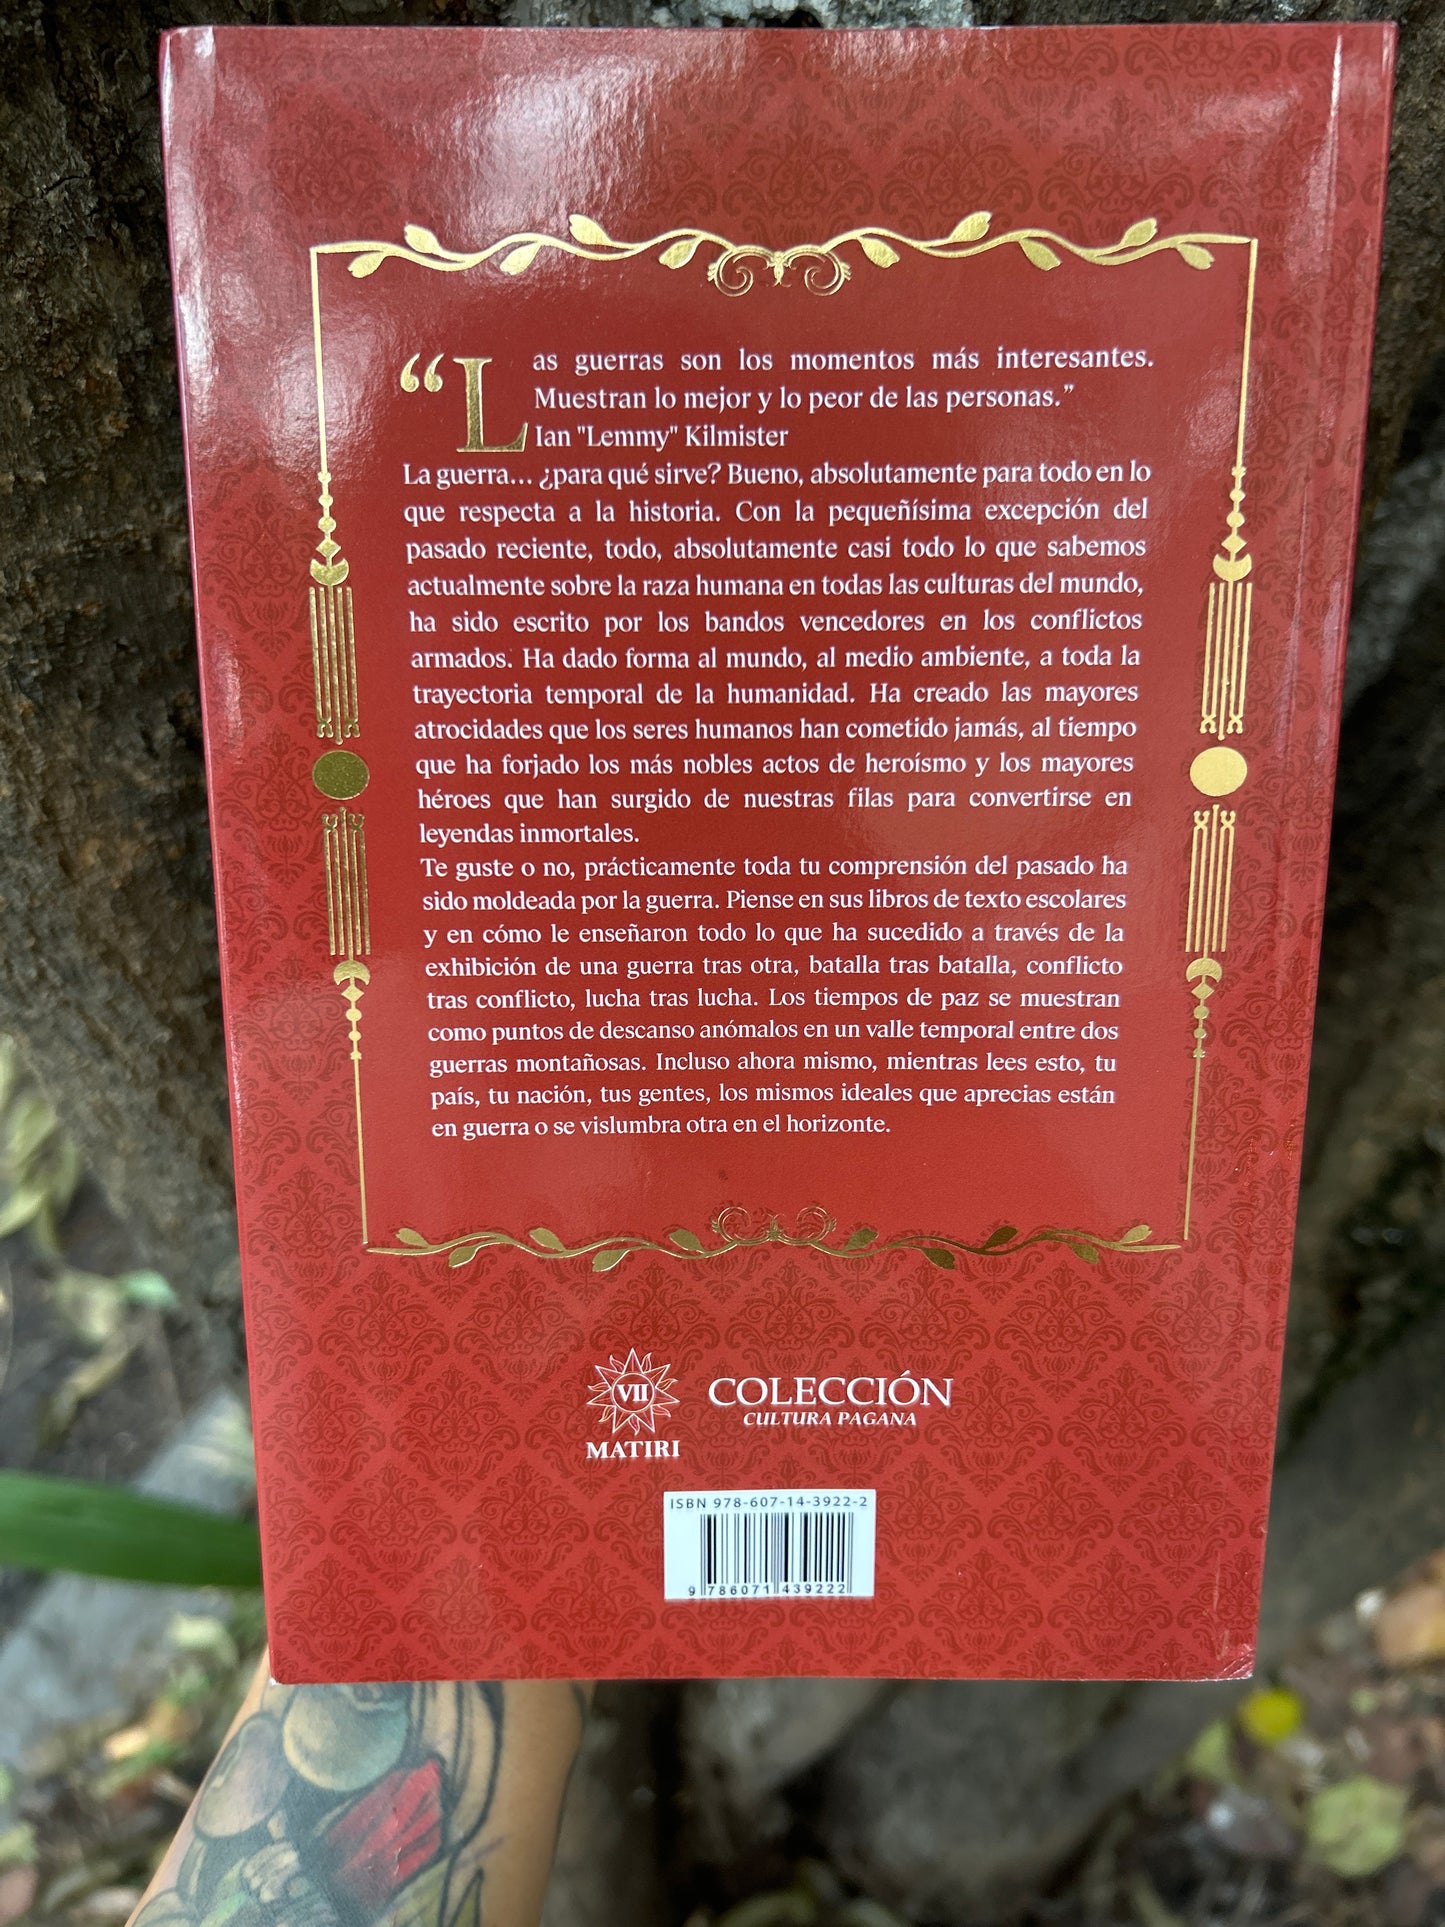 “Las guerras son los momentos más interesantes.
Muestran lo mejor y lo peor de las personas.”
Ian "Lemmy" Kilmister
La guerra... ¿para qué sirve? Bueno, absolutamente para todo en lo
que respecta a la historia. Con la pequeñísima excepción del
pasado reciente, todo, absolutamente casi todo lo que sabemos
actualmente sobre la raza humana en todas las culturas del mundo,
ha sido escrito por los bandos vencedores en los conflictos
armados. Ha dado forma al mundo, al medio ambiente, a toda la
trayectoria temporal de la humanidad. Ha creado las mayores
atrocidades que los seres humanos han cometido jamás, al tiempo
que ha forjado los más nobles actos de heroísmo y los mayores
héroes que han surgido de nuestras filas para convertirse en
leyendas inmortales.
Te guste o no, prácticamente toda tu comprensión del pasado ha
sido moldeada por la guerra. Piense en sus libros de texto escolares
y en cómo le enseñaron todo lo que ha sucedido a través de la
exhibición de una guerra tras otra, batalla tras batalla, conflicto
tras conflicto, lucha tras lucha. Los tiempos de paz se muestran
como puntos de descanso anómalos en un valle temporal entre dos
guerras montañosas. Incluso ahora mismo, mientras lees esto, tu
país, tu nación, tus gentes, los mismos ideales que aprecias están
en guerra o se vislumbra otra en el horizonte.
VII
MATIRI
COLECCIÓN
CULTURA PAGANA
ISBN 978-607-14-3922-2
9 786071 439222